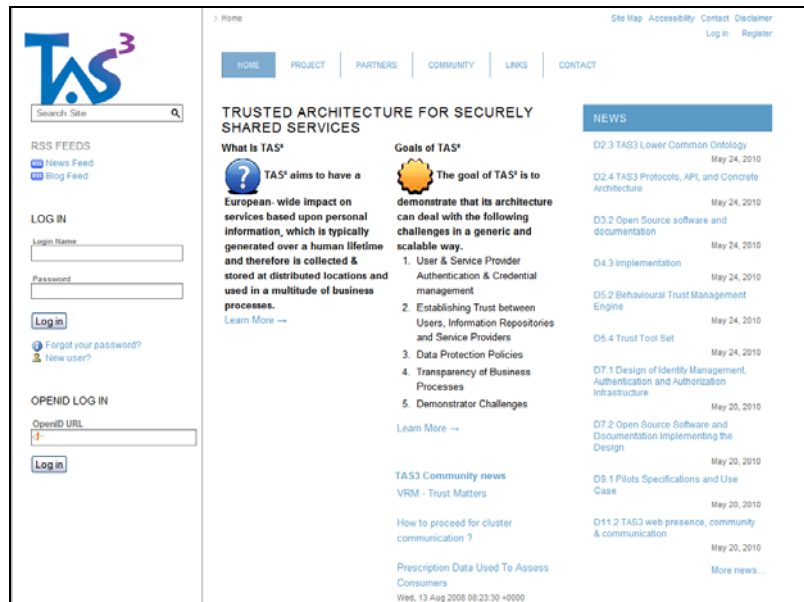 TAS³
Search Site
RSS FEEDS
News Feed
Blog Feed
LOG IN
Login Name
Password
Log in
Forgot your password?
New user?
OPENID LOG IN
OpenID URL
Log in
> Home
Site Map Accessibility Contact Disclaimer
Log in Register
HOME PROJECT PARTNERS COMMUNITY LINKS CONTACT
TRUSTED ARCHITECTURE FOR SECURELY
SHARED SERVICES
What Is TAS³
? TAS³ aims to have a
European- wide impact on
services based upon personal
information, which is typically
generated over a human lifetime
and therefore is collected &
stored at distributed locations and
used in a multitude of business
processes.
Learn More →
Goals of TAS³
The goal of TAS³ is to
demonstrate that its architecture
can deal with the following
challenges in a generic and
scalable way.
1. User & Service Provider
Authentication & Credential
management
2. Establishing Trust between
Users, Information Repositories
and Service Providers
3. Data Protection Policies
4. Transparency of Business
Processes
5. Demonstrator Challenges
Learn More →
TAS3 Community news
VRM - Trust Matters
How to proceed for cluster
communication ?
Prescription Data Used To Assess
Consumers
Wed, 13 Aug 2008 08:23:30 +0000
NEWS
D2.3 TAS3 Lower Common Ontology
May 24, 2010
D2.4 TAS3 Protocols, API, and Concrete
Architecture
May 24, 2010
D3.2 Open Source software and
documentation
May 24, 2010
D4.3 Implementation
May 24, 2010
D5.2 Behavioural Trust Management
Engine
May 24, 2010
D5.4 Trust Tool Set
May 24, 2010
D7.1 Design of Identity Management,
Authentication and Authorization
Infrastructure
May 20, 2010
D7.2 Open Source Software and
Documentation Implementing the
Design
May 20, 2010
D9.1 Pilots Specifications and Use
Case
May 20, 2010
D11.2 TAS3 web presence, community
& communication
May 20, 2010
More news...